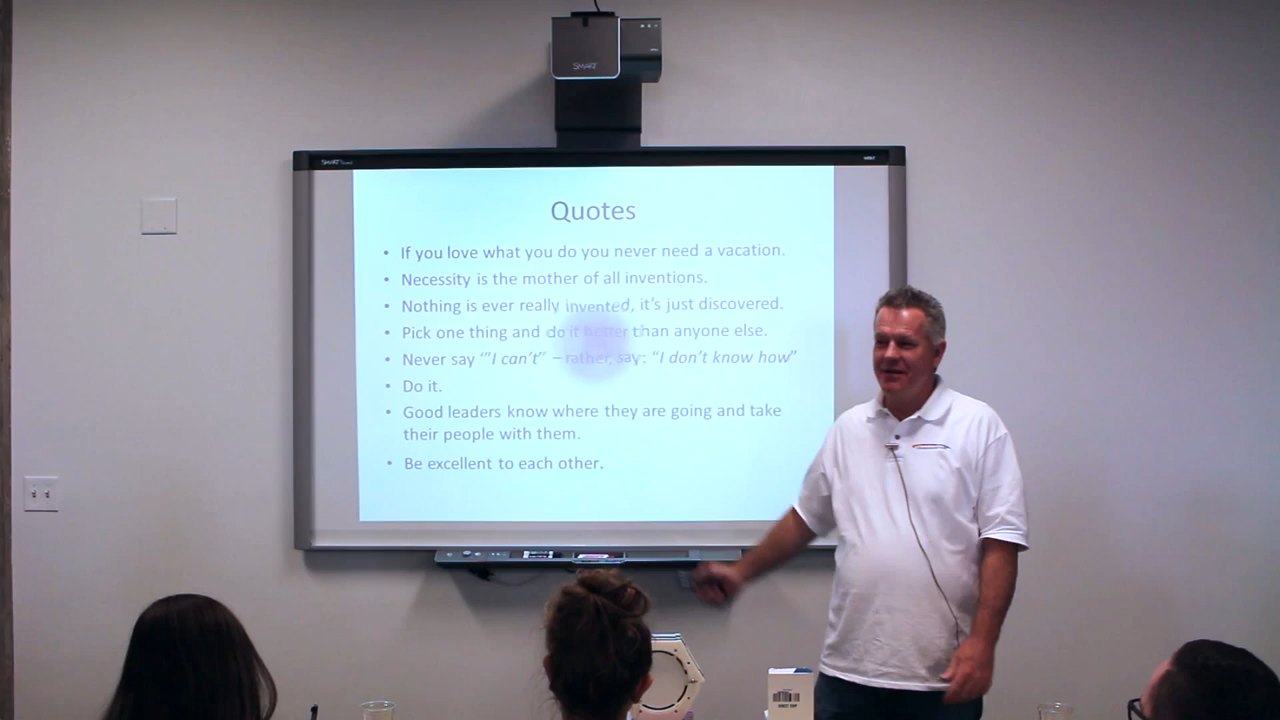 SMART
SMART
Quotes
• If you love what you do you never need a vacation.
• Necessity is the mother of all inventions.
• Nothing is ever really invented, it's just discovered.
• Pick one thing and do it better than anyone else.
• Never say '"I can't" – rather, say: "I don't know how"
• Do it.
• Good leaders know where they are going and take
their people with them.
• Be excellent to each other.